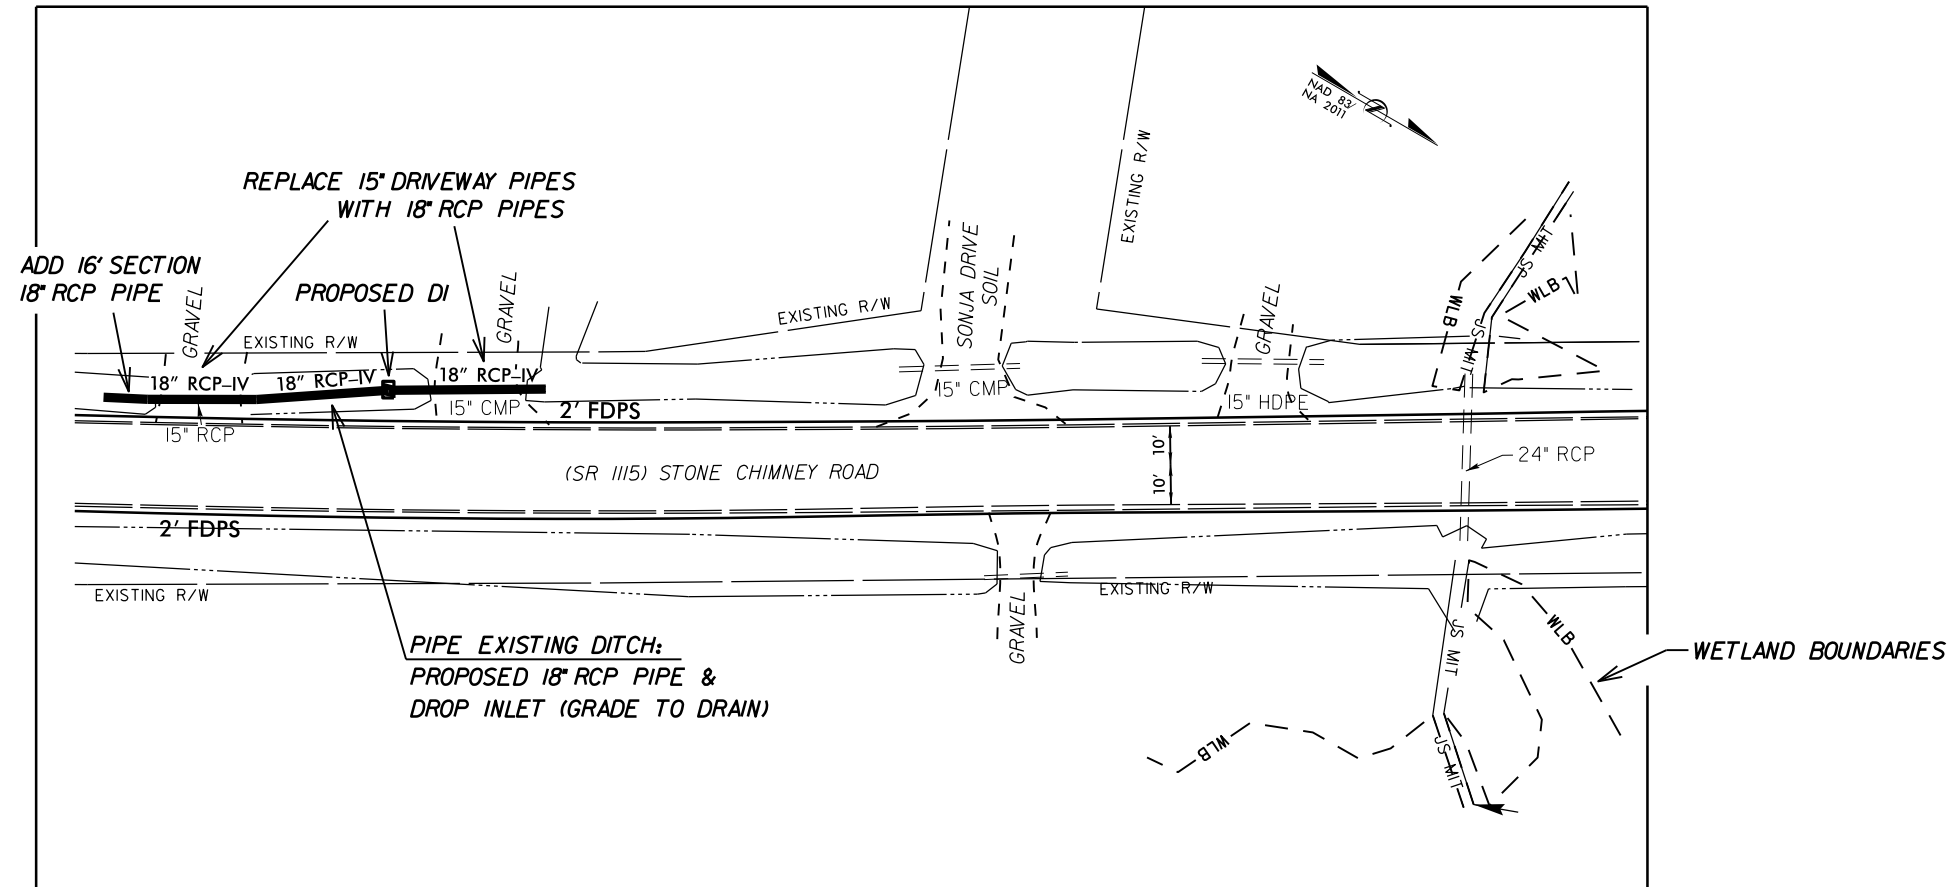 NAD 83/
NA 2011
N
EXISTING R/W
REPLACE 15" DRIVEWAY PIPES
WITH 18" RCP PIPES
ADD 16' SECTION
18" RCP PIPE
GRAVEL
PROPOSED DI
GRAVEL
EXISTING R/W
EXISTING R/W
SONJA DRIVE
SOIL
GRAVEL
JS MIT
WLB
WLB
JS MIT
18" RCP-IV
18" RCP-IV
18" RCP-IV
15" RCP
15" CMP
2' FDPS
15" CMP
15" HDPE
10'
10'
(SR 1115) STONE CHIMNEY ROAD
24" RCP
2' FDPS
EXISTING R/W
EXISTING R/W
GRAVEL
PIPE EXISTING DITCH:
PROPOSED 18" RCP PIPE &
DROP INLET (GRADE TO DRAIN)
JS MIT
WLB
WETLAND BOUNDARIES
WLB
JS MIT